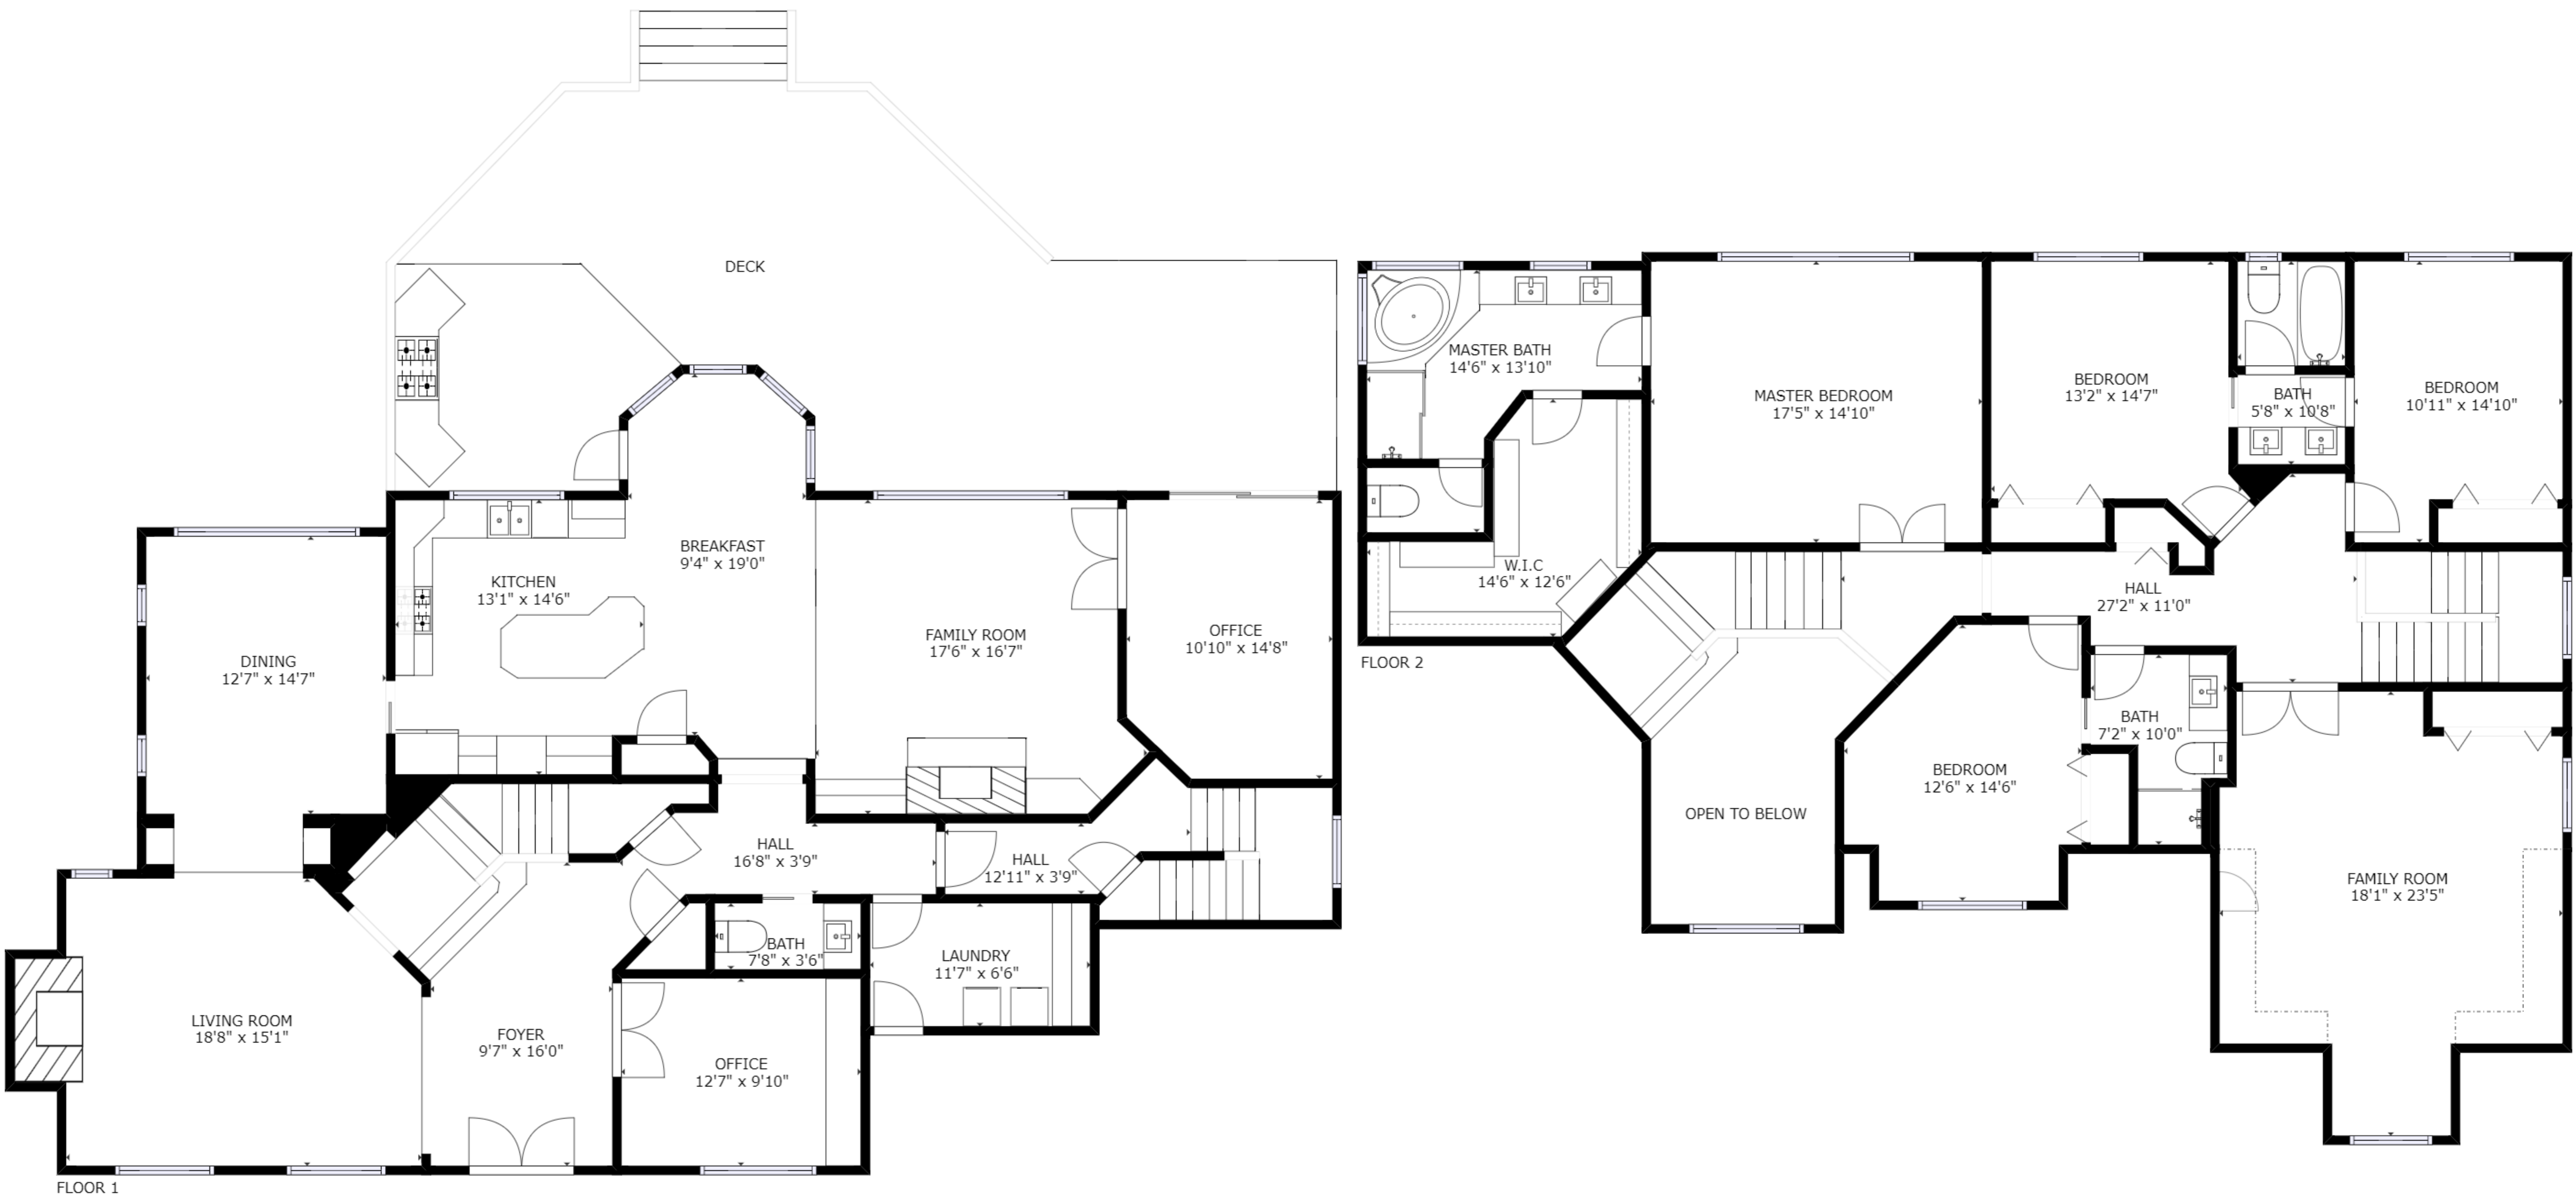 DECK
BREAKFAST
9'4" x 19'0"
KITCHEN
13'1" x 14'6"
FAMILY ROOM
17'6" x 16'7"
OFFICE
10'10" x 14'8"
DINING
12'7" x 14'7"
HALL
16'8" x 3'9"
HALL
12'11" x 3'9"
BATH
7'8" x 3'6"
LAUNDRY
11'7" x 6'6"
LIVING ROOM
18'8" x 15'1"
FOYER
9'7" x 16'0"
OFFICE
12'7" x 9'10"
FLOOR 1
MASTER BATH
14'6" x 13'10"
MASTER BEDROOM
17'5" x 14'10"
BEDROOM
13'2" x 14'7"
BATH
5'8" x 10'8"
BEDROOM
10'11" x 14'10"
W.I.C
14'6" x 12'6"
HALL
27'2" x 11'0"
FLOOR 2
BATH
7'2" x 10'0"
BEDROOM
12'6" x 14'6"
OPEN TO BELOW
FAMILY ROOM
18'1" x 23'5"